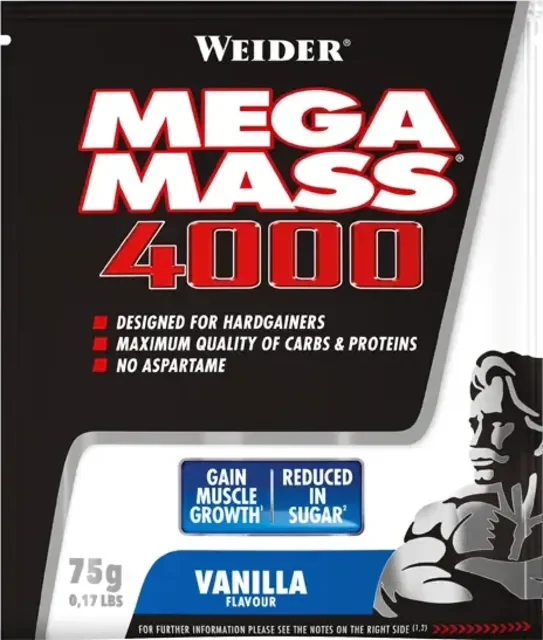 WEIDER®
MEGA
MASS®
4000
DESIGNED FOR HARDGAINERS
MAXIMUM QUALITY OF CARBS & PROTEINS
NO ASPARTAME
GAIN
MUSCLE
GROWTH¹
REDUCED
IN
SUGAR²
75g
0,17 LBS
VANILLA
FLAVOUR
FOR FURTHER INFORMATION PLEASE SEE THE NOTES ON THE RIGHT SIDE (1,2)